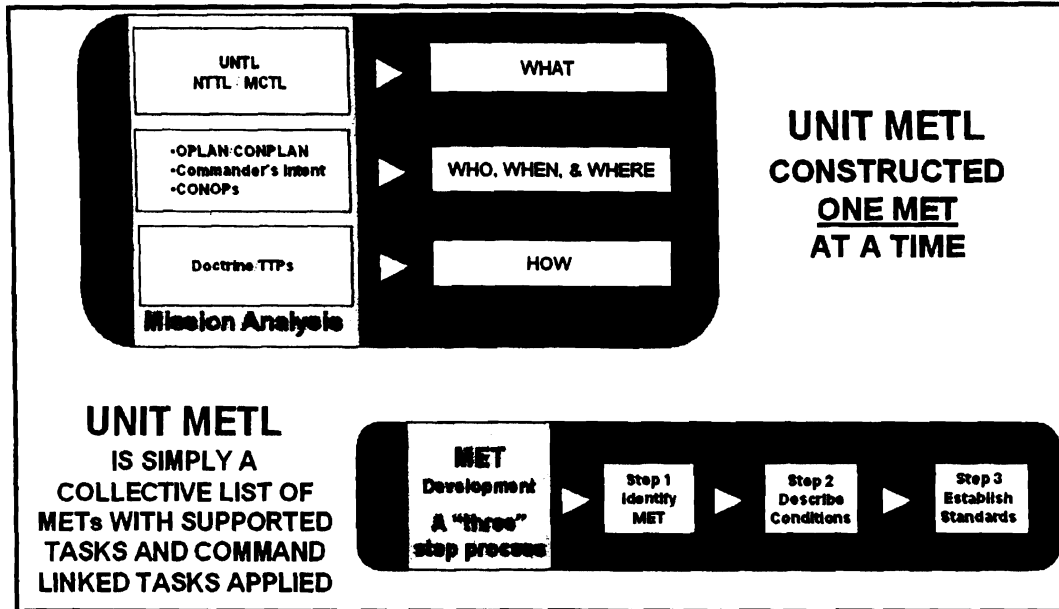 UNTL
NTTL MCTL
WHAT
•OPLAN CONPLAN
•Commander's Intent
•CONOPs
WHO, WHEN, & WHERE
Doctrine TTPs
HOW
Mission Analysis
UNIT METL
CONSTRUCTED
ONE MET
AT A TIME
UNIT METL
IS SIMPLY A
COLLECTIVE LIST OF
METs WITH SUPPORTED
TASKS AND COMMAND
LINKED TASKS APPLIED
MET
Development
A "three"
step process
Step 1
Identify
MET
Step 2
Describe
Conditions
Step 3
Establish
Standards